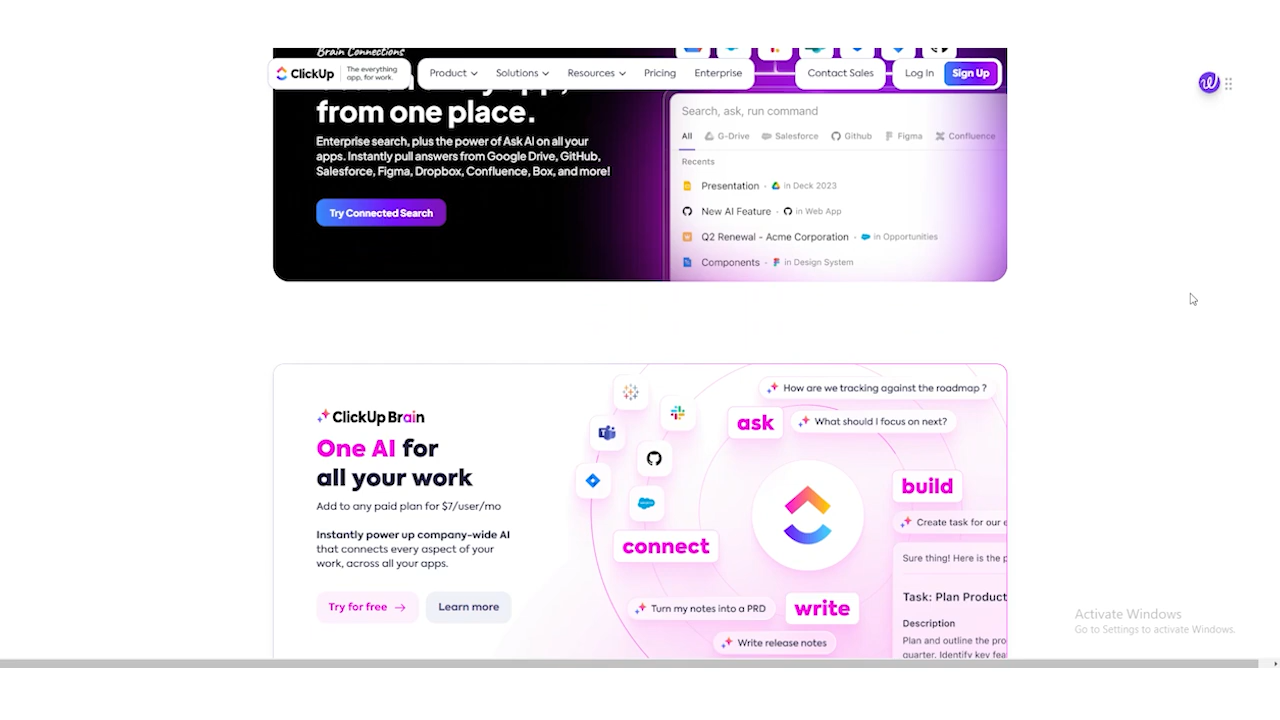 Brain Connections
ClickUp
The everything
app, for work.
Product
Solutions
Resources
Pricing
Enterprise
Contact Sales
Log In
Sign Up
from one place.
Enterprise search, plus the power of Ask AI on all your
apps. Instantly pull answers from Google Drive, GitHub,
Salesforce, Figma, Dropbox, Confluence, Box, and more!
Try Connected Search
Search, ask, run command
All
G-Drive
Salesforce
Github
Figma
Confluence
Recents
Presentation - in Deck 2023
New AI Feature - in Web App
Q2 Renewal - Acme Corporation - in Opportunities
Components - in Design System
ClickUp Brain
One AI for
all your work
Add to any paid plan for $7/user/mo
Instantly power up company-wide AI
that connects every aspect of your
work, across all your apps.
Try for free →
Learn more
How are we tracking against the roadmap ?
ask
What should I focus on next?
build
Create task for our
connect
Sure thing! Here is the
Task: Plan Product
Turn my notes into a PRD
write
Description
Write release notes
Plan and outline the
quarter. Identify key
Activate Windows
Go to Settings to activate Windows.